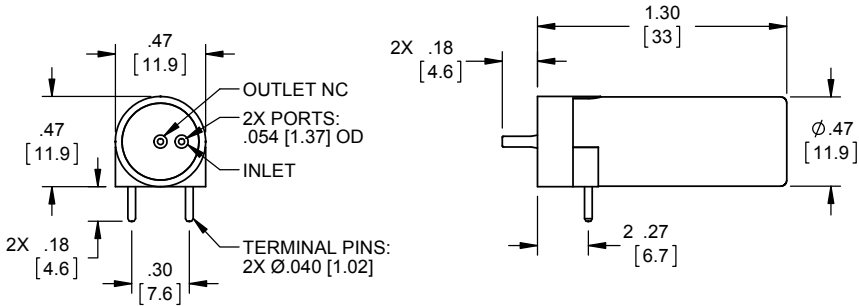 .47
[11.9]
OUTLET NC
2X PORTS:
.054 [1.37] OD
INLET
.47
[11.9]
2X .18
[4.6]
TERMINAL PINS:
2X Ø.040 [1.02]
.30
[7.6]
1.30
[33]
2X .18
[4.6]
Ø.47
[11.9]
2 .27
[6.7]